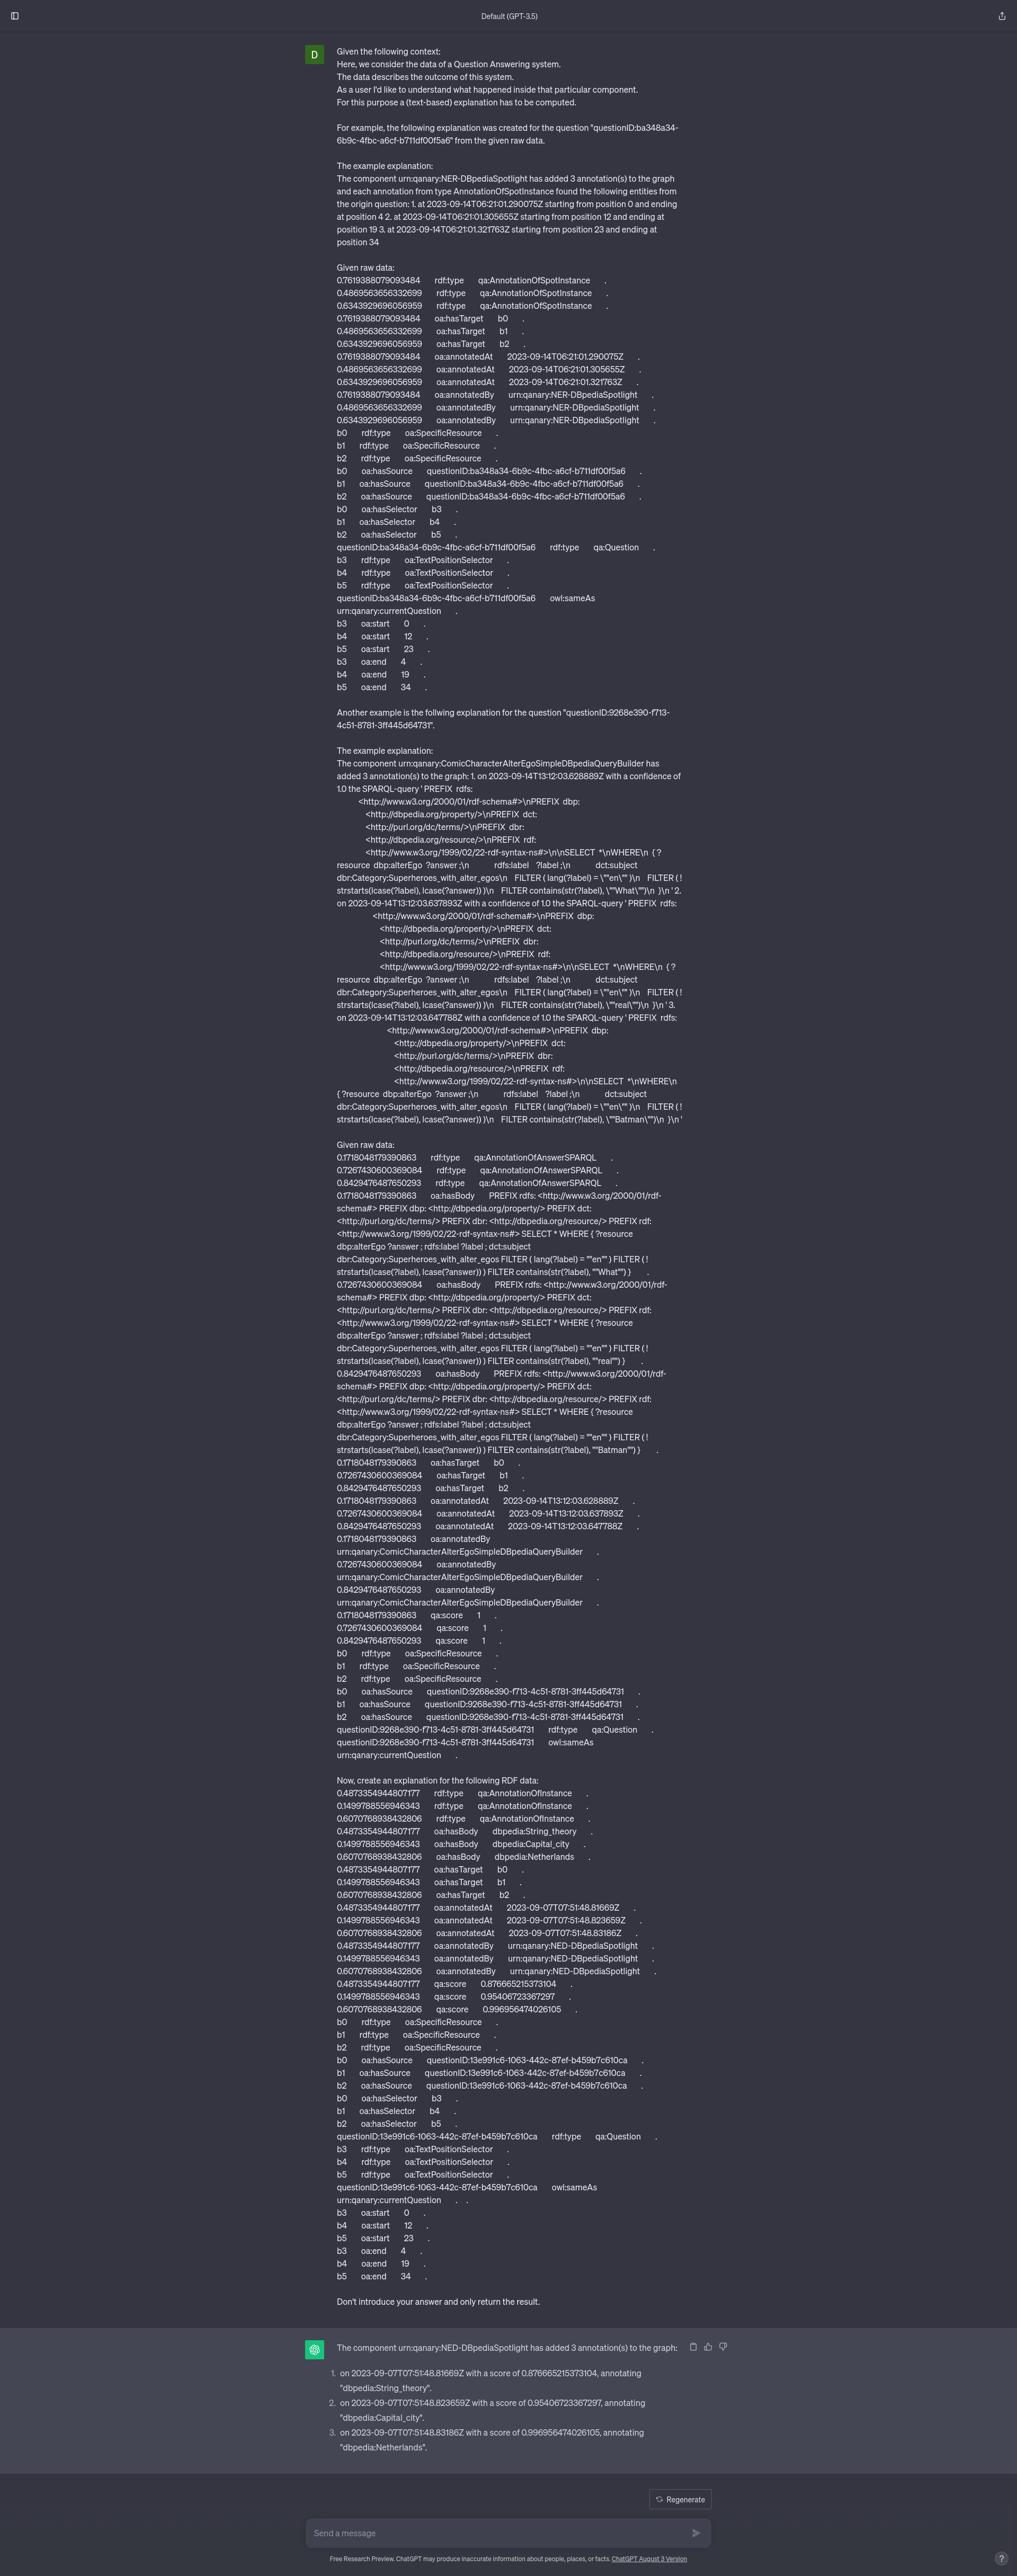 Default (GPT-3.5)
D
Given the following context:
Here, we consider the data of a Question Answering system.
The data describes the outcome of this system.
As a user I'd like to understand what happened inside that particular component.
For this purpose a (text-based) explanation has to be computed.
For example, the following explanation was created for the question "questionID:ba348a34-
6b9c-4fbc-a6cf-b711df00f5a6" from the given raw data.
The example explanation:
The component urn:qanary:NER-DBpediaSpotlight has added 3 annotation(s) to the graph
and each annotation from type AnnotationOfSpotInstance found the following entities from
the origin question: 1. at 2023-09-14T06:21:01.290075Z starting from position 0 and ending
at position 4 2. at 2023-09-14T06:21:01.305655Z starting from position 12 and ending at
position 19 3. at 2023-09-14T06:21:01.321763Z starting from position 23 and ending at
position 34
Given raw data:
0.7619388079093484 rdf:type qa:AnnotationOfSpotInstance .
0.4869563656332699 rdf:type qa:AnnotationOfSpotInstance .
0.6343929696056959 rdf:type qa:AnnotationOfSpotInstance .
0.7619388079093484 oa:hasTarget b0 .
0.4869563656332699 oa:hasTarget b1 .
0.6343929696056959 oa:hasTarget b2 .
0.7619388079093484 oa:annotatedAt 2023-09-14T06:21:01.290075Z .
0.4869563656332699 oa:annotatedAt 2023-09-14T06:21:01.305655Z .
0.6343929696056959 oa:annotatedAt 2023-09-14T06:21:01.321763Z .
0.7619388079093484 oa:annotatedBy urn:qanary:NER-DBpediaSpotlight .
0.4869563656332699 oa:annotatedBy urn:qanary:NER-DBpediaSpotlight .
0.6343929696056959 oa:annotatedBy urn:qanary:NER-DBpediaSpotlight .
b0 rdf:type oa:SpecificResource .
b1 rdf:type oa:SpecificResource .
b2 rdf:type oa:SpecificResource .
b0 oa:hasSource questionID:ba348a34-6b9c-4fbc-a6cf-b711df00f5a6 .
b1 oa:hasSource questionID:ba348a34-6b9c-4fbc-a6cf-b711df00f5a6 .
b2 oa:hasSource questionID:ba348a34-6b9c-4fbc-a6cf-b711df00f5a6 .
b0 oa:hasSelector b3 .
b1 oa:hasSelector b4 .
b2 oa:hasSelector b5 .
questionID:ba348a34-6b9c-4fbc-a6cf-b711df00f5a6 rdf:type qa:Question .
b3 rdf:type oa:TextPositionSelector .
b4 rdf:type oa:TextPositionSelector .
b5 rdf:type oa:TextPositionSelector .
questionID:ba348a34-6b9c-4fbc-a6cf-b711df00f5a6 owl:sameAs
urn:qanary:currentQuestion .
b3 oa:start 0 .
b4 oa:start 12 .
b5 oa:start 23 .
b3 oa:end 4 .
b4 oa:end 19 .
b5 oa:end 34 .
Another example is the follwing explanation for the question "questionID:9268e390-f713-
4c51-8781-3ff445d64731".
The example explanation:
The component urn:qanary:ComicCharacterAlterEgoSimpleDBpediaQueryBuilder has
added 3 annotation(s) to the graph: 1. on 2023-09-14T13:12:03.628889Z with a confidence of
1.0 the SPARQL-query ' PREFIX rdfs:
<http://www.w3.org/2000/01/rdf-schema#>\nPREFIX dbp:
<http://dbpedia.org/property/>\nPREFIX dct:
<http://purl.org/dc/terms/>\nPREFIX dbr:
<http://dbpedia.org/resource/>\nPREFIX rdf:
<http://www.w3.org/1999/02/22-rdf-syntax-ns#>\n\nSELECT *\nWHERE\n { ?
resource dbp:alterEgo ?answer ;\n rdfs:label ?label ;\n dct:subject
dbr:Category:Superheroes_with_alter_egos\n FILTER ( lang(?label) = \""en\"" )\n FILTER ( !
strstarts(lcase(?label), lcase(?answer)) )\n FILTER contains(str(?label), \""What\"")\n }\n ' 2.
on 2023-09-14T13:12:03.637893Z with a confidence of 1.0 the SPARQL-query ' PREFIX rdfs:
<http://www.w3.org/2000/01/rdf-schema#>\nPREFIX dbp:
<http://dbpedia.org/property/>\nPREFIX dct:
<http://purl.org/dc/terms/>\nPREFIX dbr:
<http://dbpedia.org/resource/>\nPREFIX rdf:
<http://www.w3.org/1999/02/22-rdf-syntax-ns#>\n\nSELECT *\nWHERE\n { ?
resource dbp:alterEgo ?answer ;\n rdfs:label ?label ;\n dct:subject
dbr:Category:Superheroes_with_alter_egos\n FILTER ( lang(?label) = \""en\"" )\n FILTER ( !
strstarts(lcase(?label), lcase(?answer)) )\n FILTER contains(str(?label), \""real\"")\n }\n ' 3.
on 2023-09-14T13:12:03.647788Z with a confidence of 1.0 the SPARQL-query ' PREFIX rdfs:
<http://www.w3.org/2000/01/rdf-schema#>\nPREFIX dbp:
<http://dbpedia.org/property/>\nPREFIX dct:
<http://purl.org/dc/terms/>\nPREFIX dbr:
<http://dbpedia.org/resource/>\nPREFIX rdf:
<http://www.w3.org/1999/02/22-rdf-syntax-ns#>\n\nSELECT *\nWHERE\n
{ ?resource dbp:alterEgo ?answer ;\n rdfs:label ?label ;\n dct:subject
dbr:Category:Superheroes_with_alter_egos\n FILTER ( lang(?label) = \""en\"" )\n FILTER ( !
strstarts(lcase(?label), lcase(?answer)) )\n FILTER contains(str(?label), \""Batman\"")\n }\n '
Given raw data:
0.1718048179390863 rdf:type qa:AnnotationOfAnswerSPARQL .
0.7267430600369084 rdf:type qa:AnnotationOfAnswerSPARQL .
0.8429476487650293 rdf:type qa:AnnotationOfAnswerSPARQL .
0.1718048179390863 oa:hasBody PREFIX rdfs: <http://www.w3.org/2000/01/rdf-
schema#> PREFIX dbp: <http://dbpedia.org/property/> PREFIX dct:
<http://purl.org/dc/terms/> PREFIX dbr: <http://dbpedia.org/resource/> PREFIX rdf:
<http://www.w3.org/1999/02/22-rdf-syntax-ns#> SELECT * WHERE { ?resource
dbp:alterEgo ?answer ; rdfs:label ?label ; dct:subject
dbr:Category:Superheroes_with_alter_egos FILTER ( lang(?label) = ""en"" ) FILTER ( !
strstarts(lcase(?label), lcase(?answer)) ) FILTER contains(str(?label), ""What"") } .
0.7267430600369084 oa:hasBody PREFIX rdfs: <http://www.w3.org/2000/01/rdf-
schema#> PREFIX dbp: <http://dbpedia.org/property/> PREFIX dct:
<http://purl.org/dc/terms/> PREFIX dbr: <http://dbpedia.org/resource/> PREFIX rdf:
<http://www.w3.org/1999/02/22-rdf-syntax-ns#> SELECT * WHERE { ?resource
dbp:alterEgo ?answer ; rdfs:label ?label ; dct:subject
dbr:Category:Superheroes_with_alter_egos FILTER ( lang(?label) = ""en"" ) FILTER ( !
strstarts(lcase(?label), lcase(?answer)) ) FILTER contains(str(?label), ""real"") } .
0.8429476487650293 oa:hasBody PREFIX rdfs: <http://www.w3.org/2000/01/rdf-
schema#> PREFIX dbp: <http://dbpedia.org/property/> PREFIX dct:
<http://purl.org/dc/terms/> PREFIX dbr: <http://dbpedia.org/resource/> PREFIX rdf:
<http://www.w3.org/1999/02/22-rdf-syntax-ns#> SELECT * WHERE { ?resource
dbp:alterEgo ?answer ; rdfs:label ?label ; dct:subject
dbr:Category:Superheroes_with_alter_egos FILTER ( lang(?label) = ""en"" ) FILTER ( !
strstarts(lcase(?label), lcase(?answer)) ) FILTER contains(str(?label), ""Batman"") } .
0.1718048179390863 oa:hasTarget b0 .
0.7267430600369084 oa:hasTarget b1 .
0.8429476487650293 oa:hasTarget b2 .
0.1718048179390863 oa:annotatedAt 2023-09-14T13:12:03.628889Z .
0.7267430600369084 oa:annotatedAt 2023-09-14T13:12:03.637893Z .
0.8429476487650293 oa:annotatedAt 2023-09-14T13:12:03.647788Z .
0.1718048179390863 oa:annotatedBy
urn:qanary:ComicCharacterAlterEgoSimpleDBpediaQueryBuilder .
0.7267430600369084 oa:annotatedBy
urn:qanary:ComicCharacterAlterEgoSimpleDBpediaQueryBuilder .
0.8429476487650293 oa:annotatedBy
urn:qanary:ComicCharacterAlterEgoSimpleDBpediaQueryBuilder .
0.1718048179390863 qa:score 1 .
0.7267430600369084 qa:score 1 .
0.8429476487650293 qa:score 1 .
b0 rdf:type oa:SpecificResource .
b1 rdf:type oa:SpecificResource .
b2 rdf:type oa:SpecificResource .
b0 oa:hasSource questionID:9268e390-f713-4c51-8781-3ff445d64731 .
b1 oa:hasSource questionID:9268e390-f713-4c51-8781-3ff445d64731 .
b2 oa:hasSource questionID:9268e390-f713-4c51-8781-3ff445d64731 .
questionID:9268e390-f713-4c51-8781-3ff445d64731 rdf:type qa:Question .
questionID:9268e390-f713-4c51-8781-3ff445d64731 owl:sameAs
urn:qanary:currentQuestion .
Now, create an explanation for the following RDF data:
0.4873354944807177 rdf:type qa:AnnotationOfInstance .
0.1499788556946343 rdf:type qa:AnnotationOfInstance .
0.6070768938432806 rdf:type qa:AnnotationOfInstance .
0.4873354944807177 oa:hasBody dbpedia:String_theory .
0.1499788556946343 oa:hasBody dbpedia:Capital_city .
0.6070768938432806 oa:hasBody dbpedia:Netherlands .
0.4873354944807177 oa:hasTarget b0 .
0.1499788556946343 oa:hasTarget b1 .
0.6070768938432806 oa:hasTarget b2 .
0.4873354944807177 oa:annotatedAt 2023-09-07T07:51:48.81669Z .
0.1499788556946343 oa:annotatedAt 2023-09-07T07:51:48.823659Z .
0.6070768938432806 oa:annotatedAt 2023-09-07T07:51:48.83186Z .
0.4873354944807177 oa:annotatedBy urn:qanary:NED-DBpediaSpotlight .
0.1499788556946343 oa:annotatedBy urn:qanary:NED-DBpediaSpotlight .
0.6070768938432806 oa:annotatedBy urn:qanary:NED-DBpediaSpotlight .
0.4873354944807177 qa:score 0.876665215373104 .
0.1499788556946343 qa:score 0.95406723367297 .
0.6070768938432806 qa:score 0.996956474026105 .
b0 rdf:type oa:SpecificResource .
b1 rdf:type oa:SpecificResource .
b2 rdf:type oa:SpecificResource .
b0 oa:hasSource questionID:13e991c6-1063-442c-87ef-b459b7c610ca .
b1 oa:hasSource questionID:13e991c6-1063-442c-87ef-b459b7c610ca .
b2 oa:hasSource questionID:13e991c6-1063-442c-87ef-b459b7c610ca .
b0 oa:hasSelector b3 .
b1 oa:hasSelector b4 .
b2 oa:hasSelector b5 .
questionID:13e991c6-1063-442c-87ef-b459b7c610ca rdf:type qa:Question .
b3 rdf:type oa:TextPositionSelector .
b4 rdf:type oa:TextPositionSelector .
b5 rdf:type oa:TextPositionSelector .
questionID:13e991c6-1063-442c-87ef-b459b7c610ca owl:sameAs
urn:qanary:currentQuestion . .
b3 oa:start 0 .
b4 oa:start 12 .
b5 oa:start 23 .
b3 oa:end 4 .
b4 oa:end 19 .
b5 oa:end 34 .
Don't introduce your answer and only return the result.
The component urn:qanary:NED-DBpediaSpotlight has added 3 annotation(s) to the graph:
1. on 2023-09-07T07:51:48.81669Z with a score of 0.876665215373104, annotating
"dbpedia:String_theory".
2. on 2023-09-07T07:51:48.823659Z with a score of 0.95406723367297, annotating
"dbpedia:Capital_city".
3. on 2023-09-07T07:51:48.83186Z with a score of 0.996956474026105, annotating
"dbpedia:Netherlands".
Regenerate
Send a message
Free Research Preview. ChatGPT may produce inaccurate information about people, places, or facts. ChatGPT August 3 Version
?